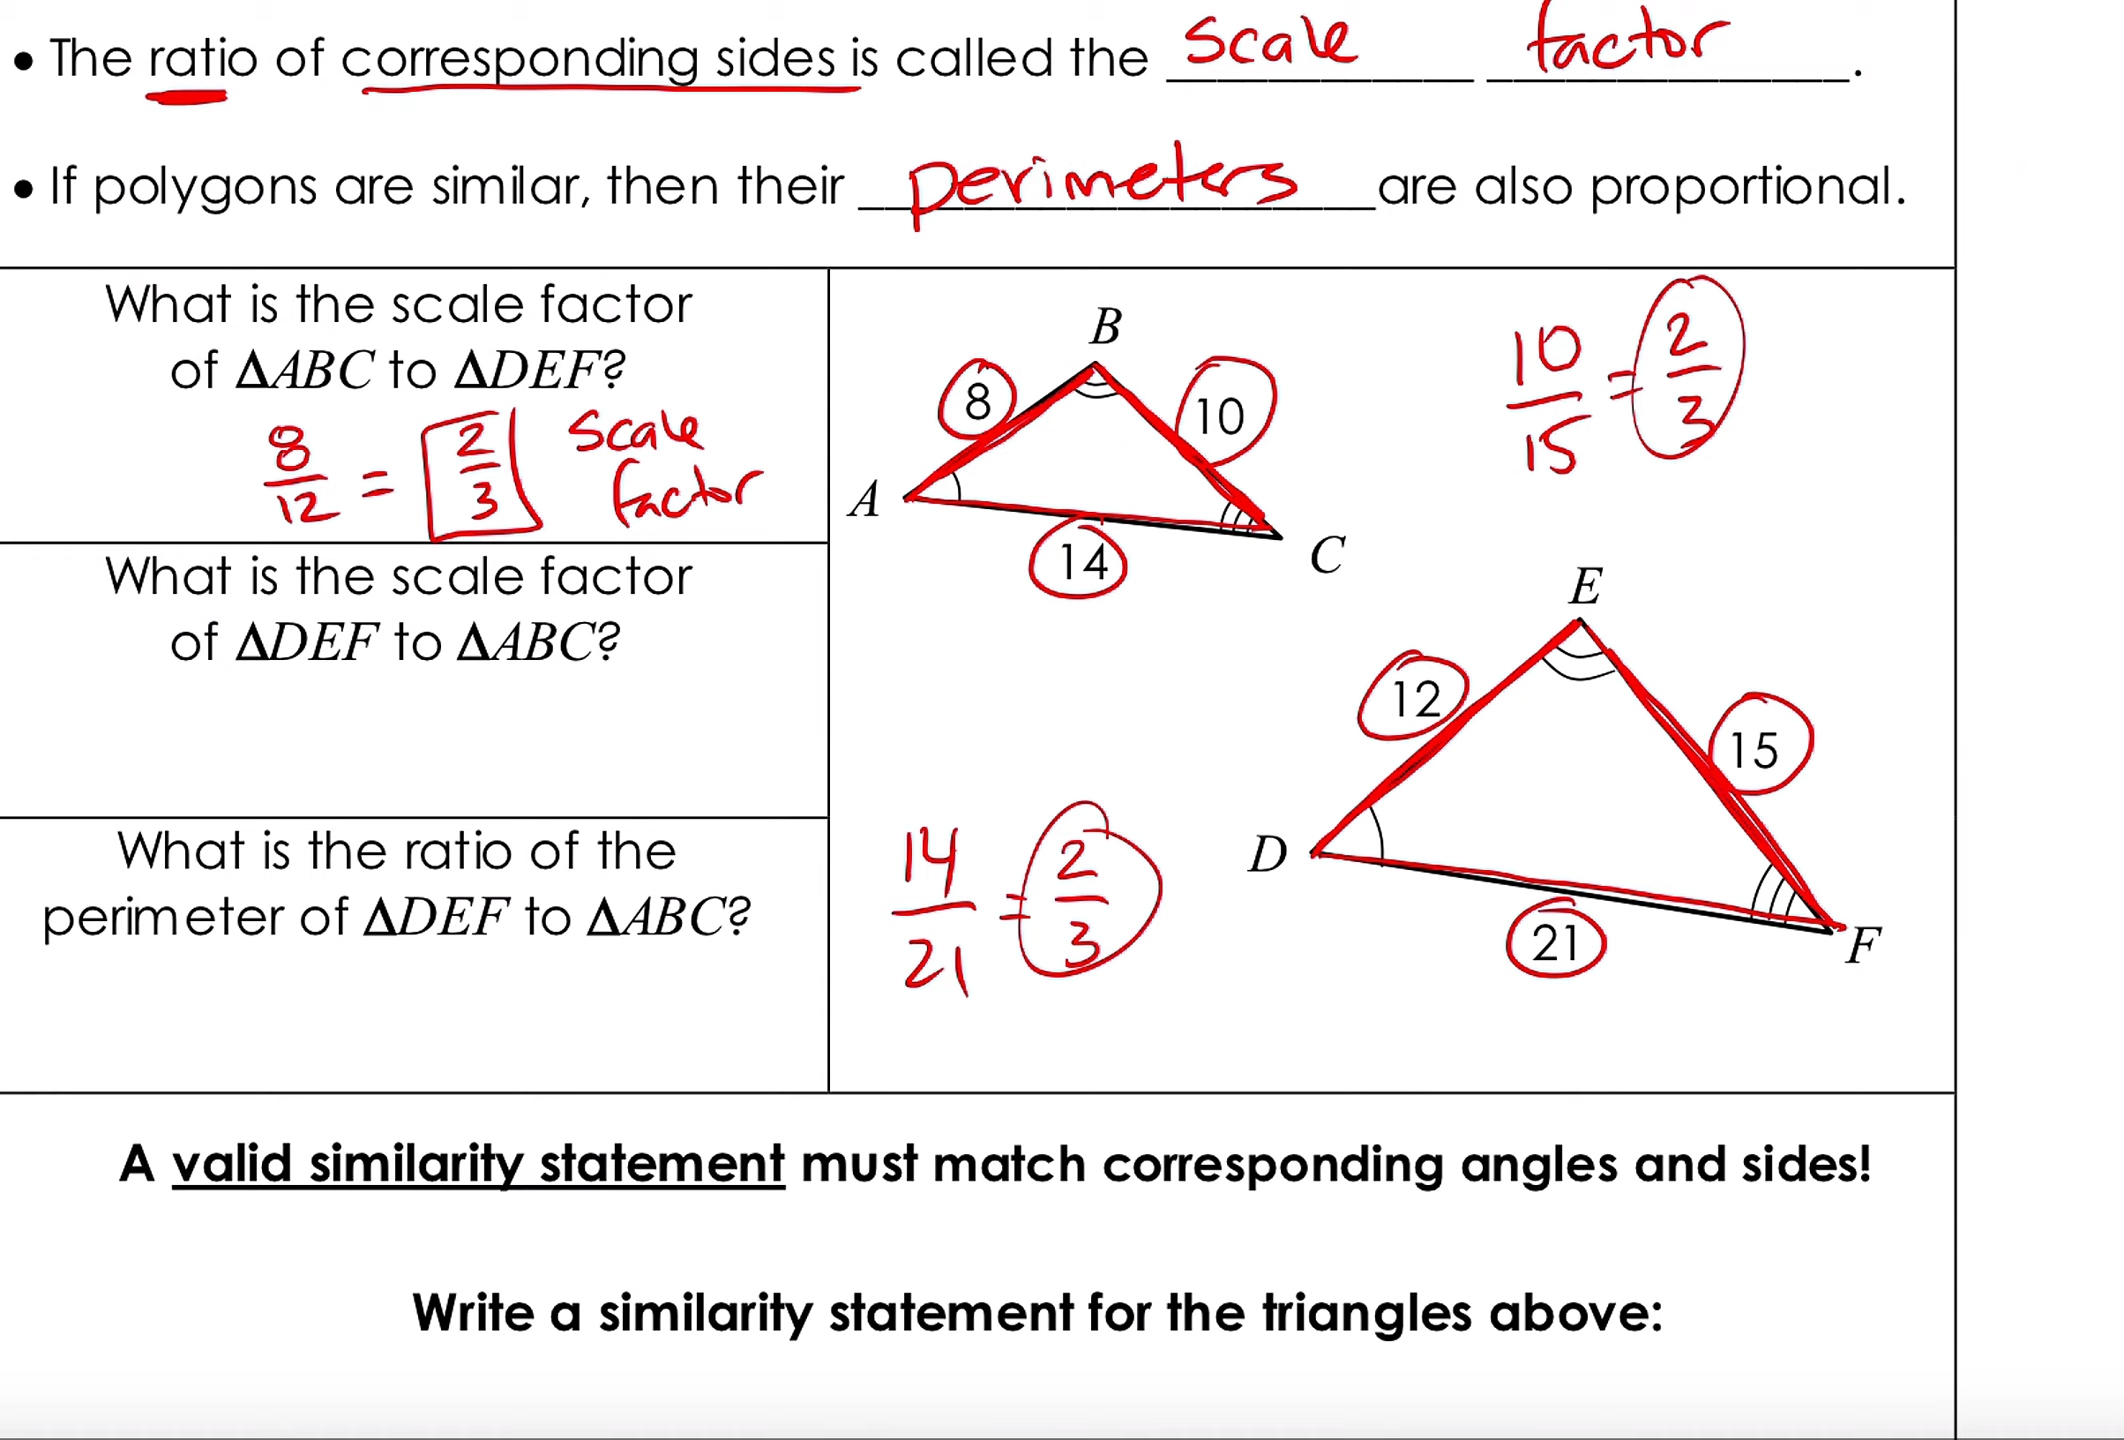 • The ratio of corresponding sides is called the scale factor.
• If polygons are similar, then their perimeters are also proportional.
What is the scale factor
of ΔABC to ΔDEF?
8/12 = 2/3 scale factor
What is the scale factor
of ΔDEF to ΔABC?
What is the ratio of the
perimeter of ΔDEF to ΔABC?
B
8
10
A
14
C
10/15 = 2/3
E
12
15
D
21
F
14/21 = 2/3
A valid similarity statement must match corresponding angles and sides!
Write a similarity statement for the triangles above: